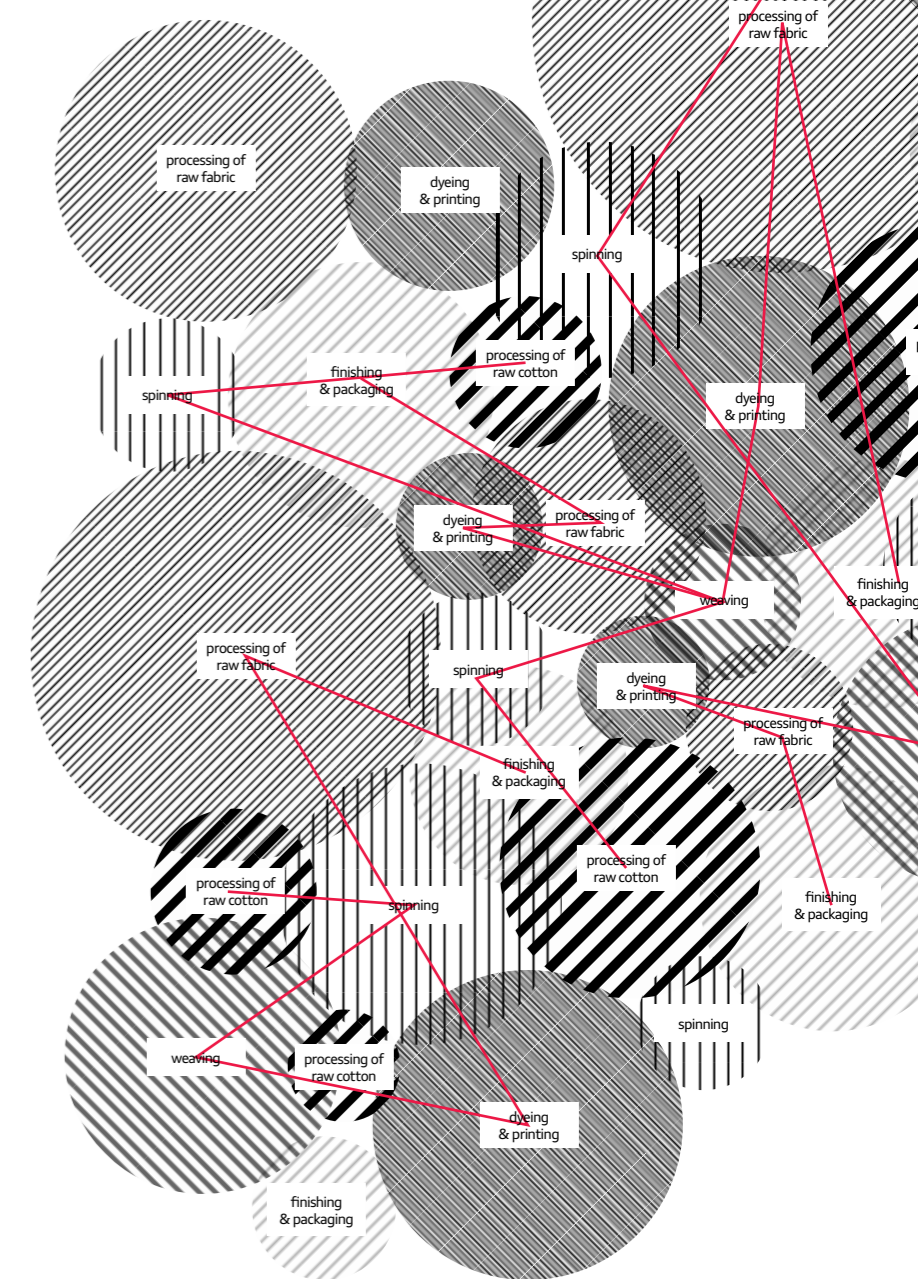 processing of
raw fabric
processing of
raw fabric
dyeing
& printing
spinning
processing of
raw cotton
finishing
& packaging
spinning
dyeing
& printing
dyeing
& printing
processing of
raw fabric
finishing
& packaging
weaving
processing of
raw fabric
spinning
dyeing
& printing
processing of
raw fabric
finishing
& packaging
processing of
raw cotton
processing of
raw cotton
spinning
finishing
& packaging
spinning
weaving
processing of
raw cotton
dyeing
& printing
finishing
& packaging